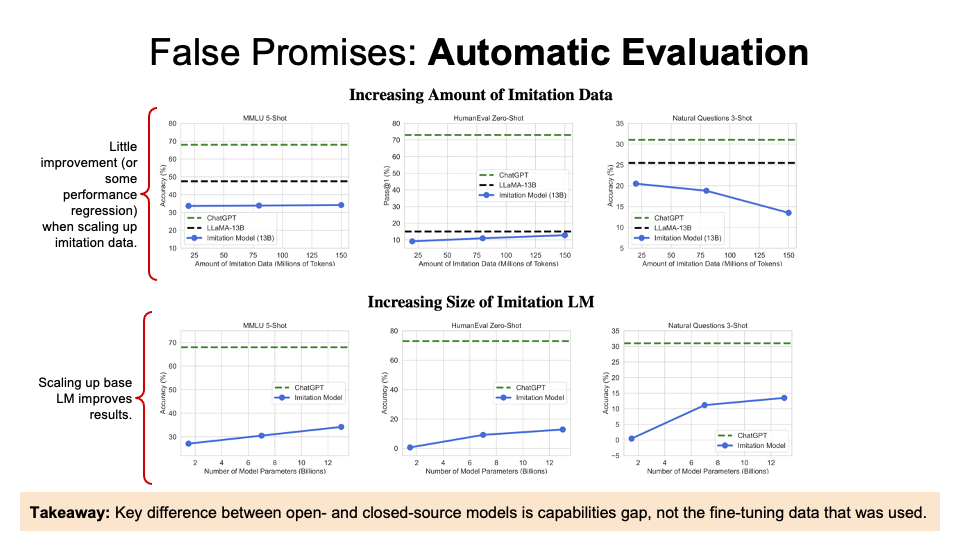 False Promises: Automatic Evaluation
Increasing Amount of Imitation Data
Little
improvement (or
some
performance
regression)
when scaling up
imitation data.
MMLU 5-Shot
80
70
60
50
40
30
20
10
Accuracy (%)
ChatGPT
LLaMA-13B
Imitation Model (13B)
25 50 75 100 125 150
Amount of Imitation Data (Millions of Tokens)
HumanEval Zero-Shot
80
70
60
50
40
30
20
10
Pass@1 (%)
ChatGPT
LLaMA-13B
Imitation Model (13B)
25 50 75 100 125 150
Amount of Imitation Data (Millions of Tokens)
Natural Questions 3-Shot
35
30
25
20
15
10
5
Accuracy (%)
ChatGPT
LLaMA-13B
Imitation Model (13B)
25 50 75 100 125 150
Amount of Imitation Data (Millions of Tokens)
Increasing Size of Imitation LM
Scaling up base
LM improves
results.
MMLU 5-Shot
70
60
50
40
30
Accuracy (%)
ChatGPT
Imitation Model
2 4 6 8 10 12
Number of Model Parameters (Billions)
HumanEval Zero-Shot
80
60
40
20
0
Accuracy (%)
ChatGPT
Imitation Model
2 4 6 8 10 12
Number of Model Parameters (Billions)
Natural Questions 3-Shot
35
30
25
20
15
10
5
0
−5
Accuracy (%)
ChatGPT
Imitation Model
2 4 6 8 10 12
Number of Model Parameters (Billions)
Takeaway: Key difference between open- and closed-source models is capabilities gap, not the fine-tuning data that was used.